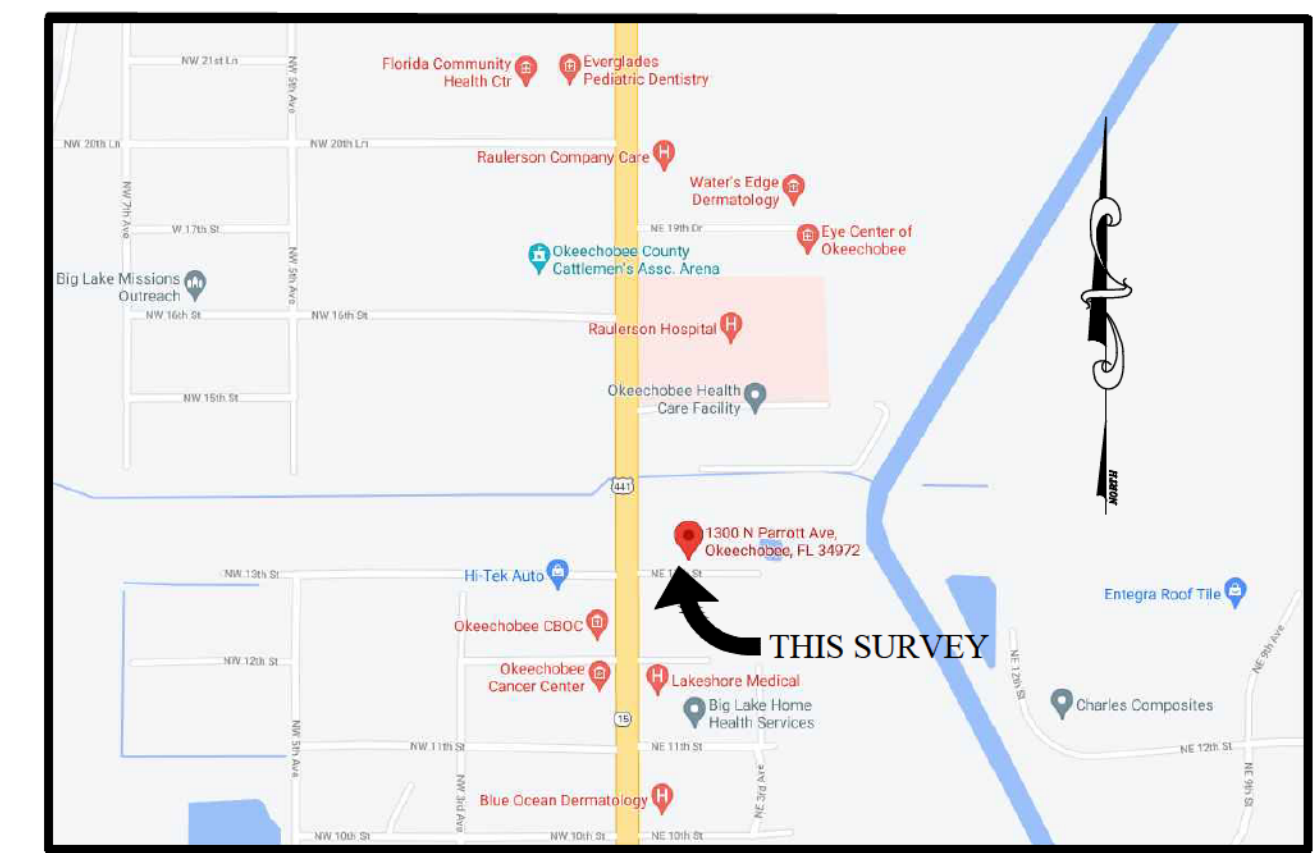 NW 21st Ln
NW 5th Ave
Florida Community
Health Ctr
Everglades
Pediatric Dentistry
NW 20th Ln
NW 20th Ln
Raulerson Company Care
Water's Edge
Dermatology
NW 7th Ave
W 17th St
NE 19th Dr
Eye Center of
Okeechobee
Okeechobee County
Cattlemen's Assc. Arena
NW 5th Ave
Big Lake Missions
Outreach
NW 16th St
NW 16th St
Raulerson Hospital
Okeechobee Health
Care Facility
NW 15th St
441
NORTH
1300 N Parrott Ave,
Okeechobee, FL 34972
NW 13th St
Hi-Tek Auto
NE St
Entegra Roof Tile
Okeechobee CBOC
THIS SURVEY
NW 12th St
Okeechobee
Cancer Center
Lakeshore Medical
NE 12th St
NE 9th Ave
Big Lake Home
Health Services
Charles Composites
15
NW 5th Ave
NW 11th St
NE 11th St
NE 12th St
NW 3rd Ave
NE 3rd Ave
NE 9th St
Blue Ocean Dermatology
NW 10th St
NW 10th St
NE 10th St